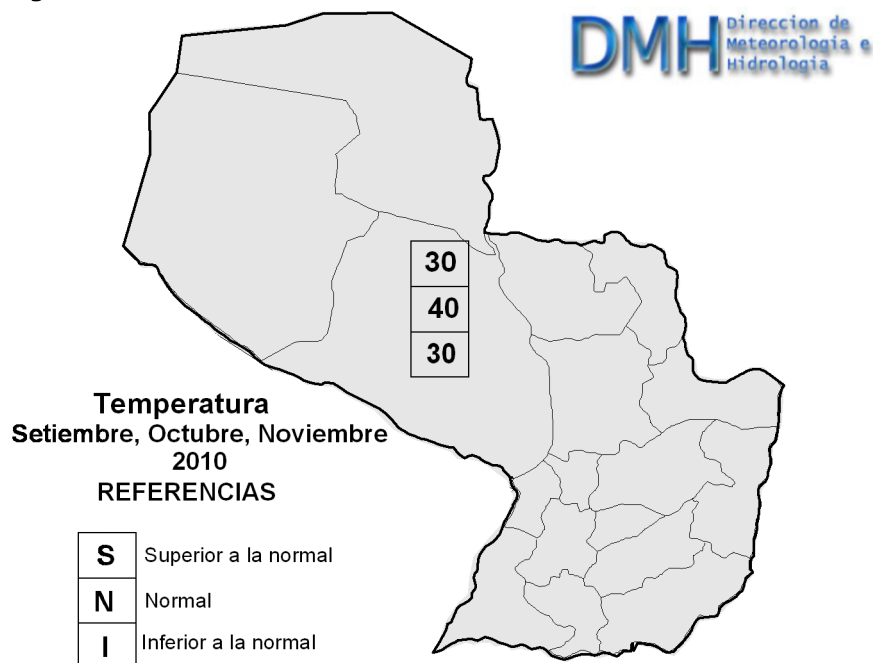 DMH
Direccion de
Meteorologia e
Hidrologia
30
40
30
Temperatura
Setiembre, Octubre, Noviembre
2010
REFERENCIAS
S Superior a la normal
N Normal
I Inferior a la normal